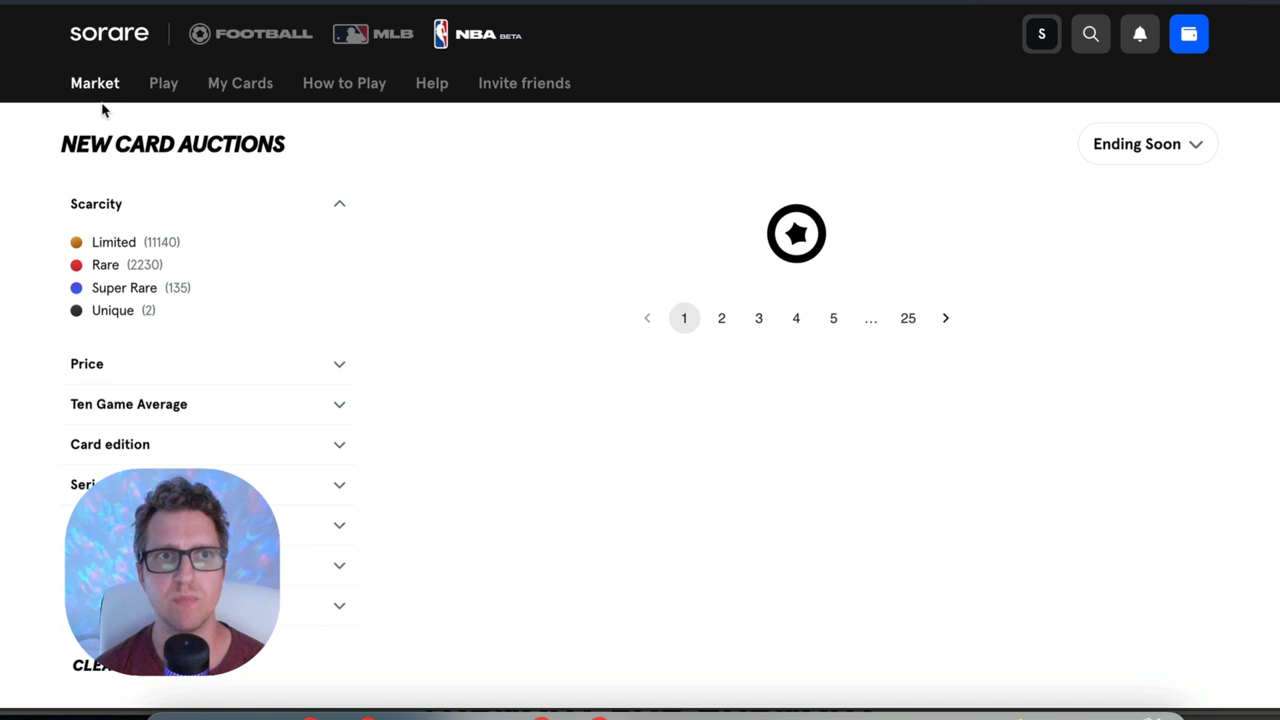 sorare FOOTBALL MLB NBA BETA S
Market Play My Cards How to Play Help Invite friends
NEW CARD AUCTIONS
Ending Soon
Scarcity
Limited (11140)
Rare (2230)
Super Rare (135)
Unique (2)
1 2 3 4 5 ... 25
Price
Ten Game Average
Card edition